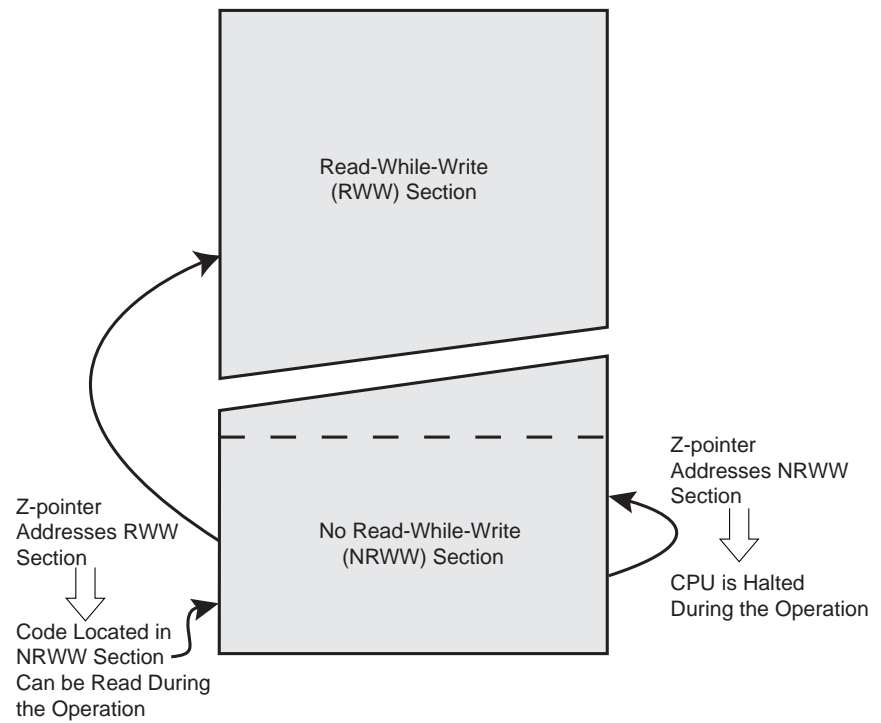 Read-While-Write
(RWW) Section
Z-pointer
Addresses NRWW
Section
Z-pointer
Addresses RWW
Section
No Read-While-Write
(NRWW) Section
CPU is Halted
During the Operation
Code Located in
NRWW Section
Can be Read During
the Operation